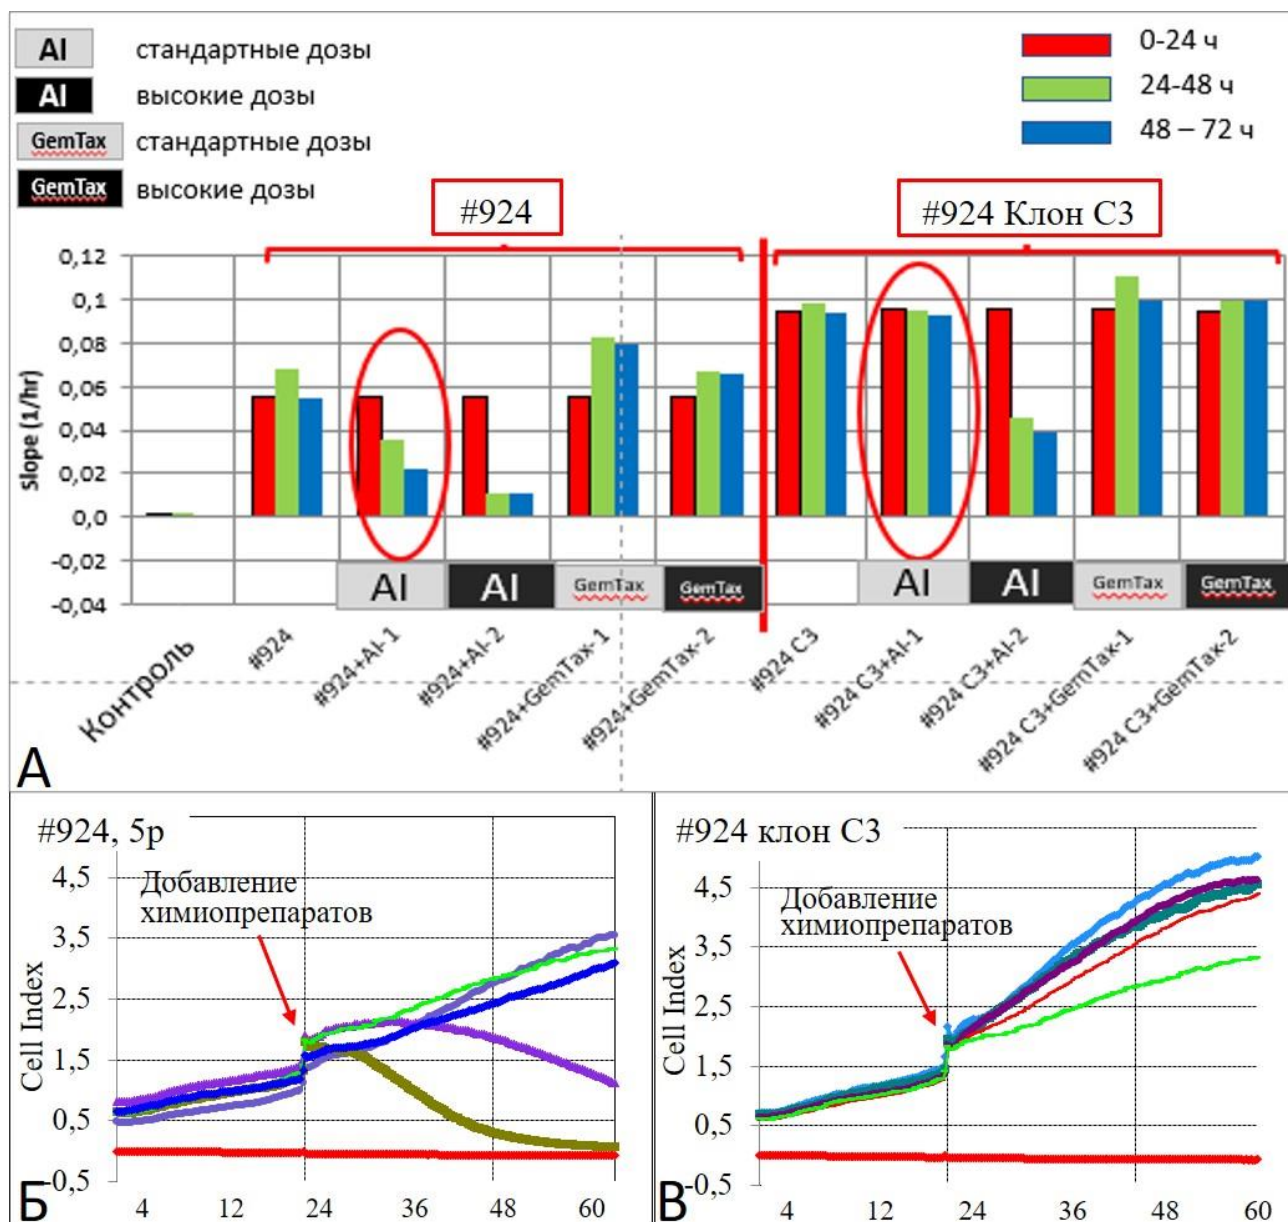 AI стандартные дозы
AI высокие дозы
GemTax стандартные дозы
GemTax высокие дозы
0-24 ч
24-48 ч
48 – 72 ч
#924
#924 Клон С3
Slope (1/hr)
0,12
0,1
0,08
0,06
0,04
0,02
0,0
-0,02
-0,04
AI AI GemTax GemTax AI AI GemTax GemTax
Контроль
#924
#924+AI-1
#924+AI-2
#924+GemTax-1
#924+GemTax-2
#924 C3
#924 C3+AI-1
#924 C3+AI-2
#924 C3+GemTax-1
#924 C3+GemTax-2
А
#924, 5p
Добавление
химиопрепаратов
Cell Index
4,5
3,5
2,5
1,5
0,5
-0,5
4 12 24 36 48 60
Б
#924 клон С3
Добавление
химиопрепаратов
Cell Index
4,5
3,5
2,5
1,5
0,5
-0,5
4 12 24 36 48 60
В